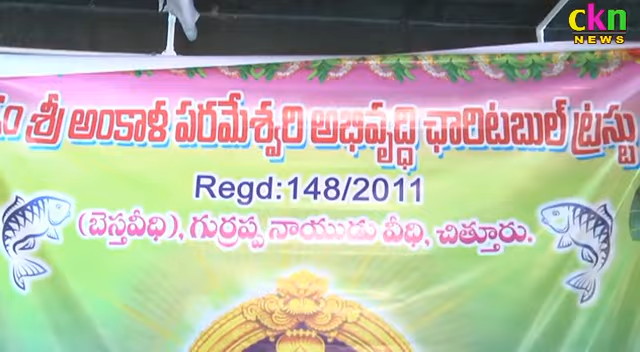 ckn
NEWS
శ్రీ అంకాళ పరమేశ్వరి అభివృద్ధి ఛారిటబుల్ ట్రస్టు
Regd:148/2011
(బెస్తవీధి), గుర్రప్ప నాయుడు వీధి, చిత్తూరు.